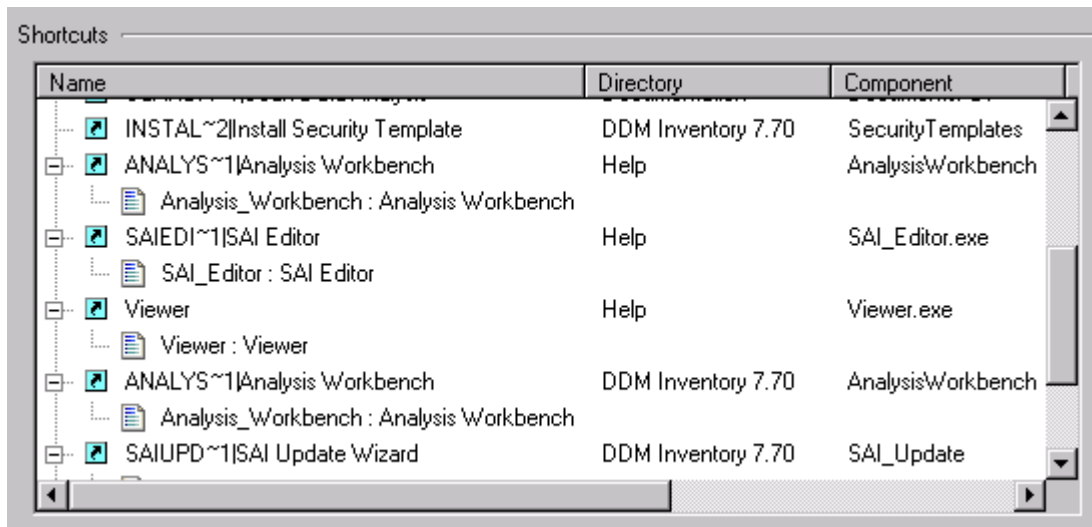 Shortcuts
Name Directory Component
INSTAL~2|Install Security Template DDM Inventory 7.70 SecurityTemplates
ANALYS~1|Analysis Workbench Help AnalysisWorkbench
Analysis_Workbench : Analysis Workbench
SAIEDI~1|SAI Editor Help SAI_Editor.exe
SAI_Editor : SAI Editor
Viewer Help Viewer.exe
Viewer : Viewer
ANALYS~1|Analysis Workbench DDM Inventory 7.70 AnalysisWorkbench
Analysis_Workbench : Analysis Workbench
SAIUPD~1|SAI Update Wizard DDM Inventory 7.70 SAI_Update